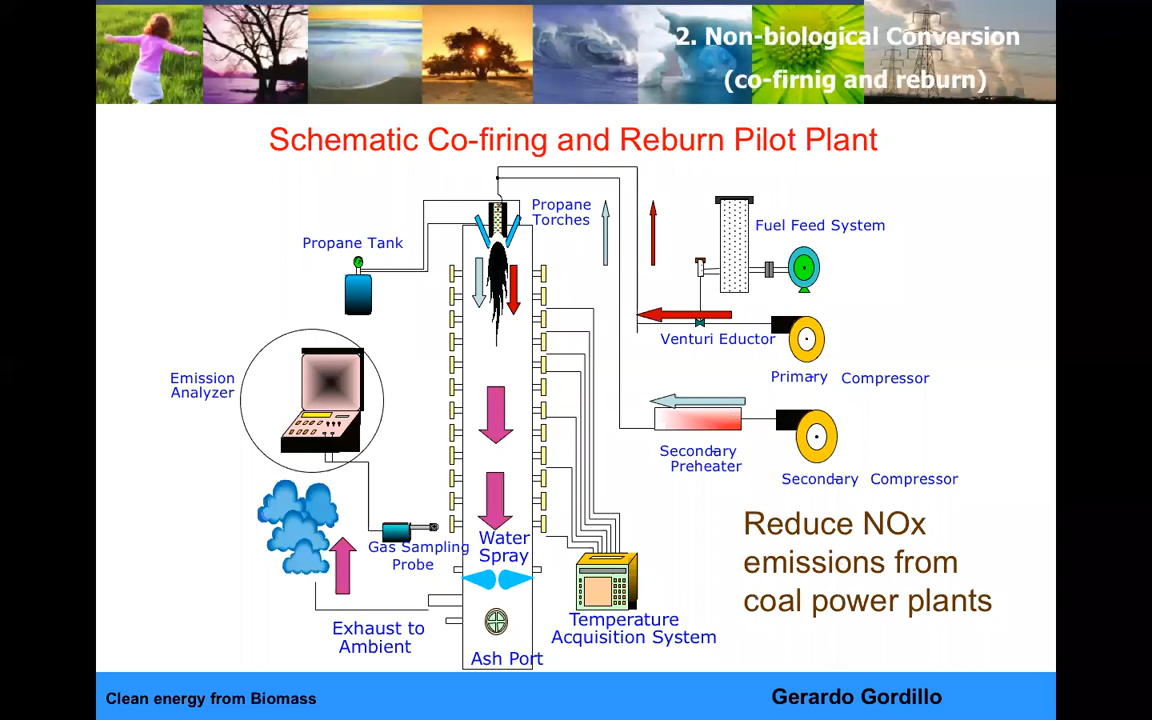 2. Non-biological Conversion
(co-firnig and reburn)
Schematic Co-firing and Reburn Pilot Plant
Propane
Torches
Propane Tank
Fuel Feed System
Venturi Eductor
Primary Compressor
Emission
Analyzer
Secondary
Preheater
Secondary Compressor
Gas Sampling
Probe
Water
Spray
Reduce NOx
emissions from
coal power plants
Exhaust to
Ambient
Temperature
Acquisition System
Ash Port
Clean energy from Biomass
Gerardo Gordillo